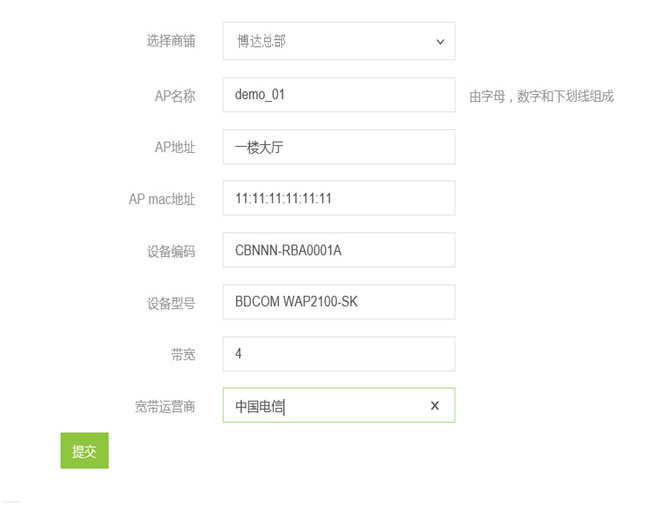 选择商铺 博达总部
AP名称 demo_01 由字母，数字和下划线组成
AP地址 一楼大厅
AP mac地址 11:11:11:11:11:11
设备编码 CBNNN-RBA0001A
设备型号 BDCOM WAP2100-SK
带宽 4
宽带运营商 中国电信
提交